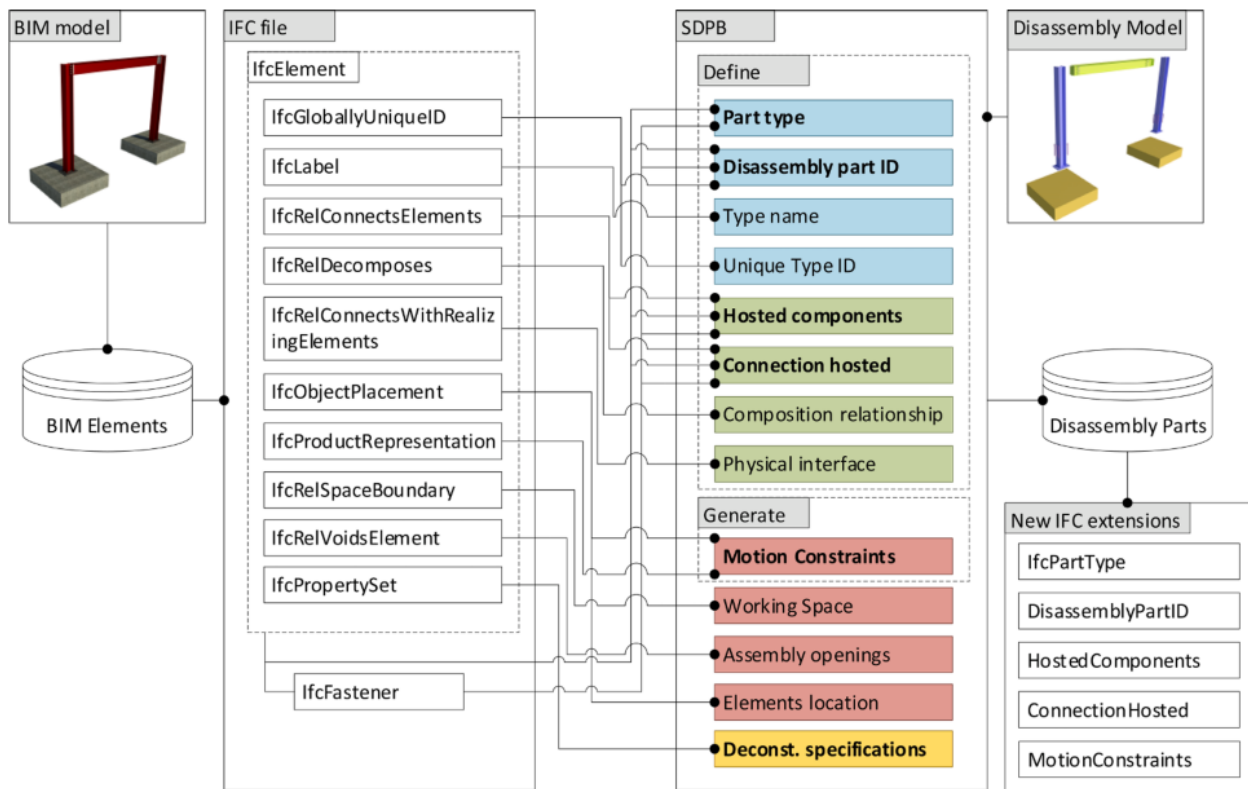 BIM model
BIM Elements
IFC file
IfcElement
IfcGloballyUniqueID
IfcLabel
IfcRelConnectsElements
IfcRelDecomposes
IfcRelConnectsWithRealizi
ngElements
IfcObjectPlacement
IfcProductRepresentation
IfcRelSpaceBoundary
IfcRelVoidsElement
IfcPropertySet
IfcFastener
SDPB
Define
Part type
Disassembly part ID
Type name
Unique Type ID
Hosted components
Connection hosted
Composition relationship
Physical interface
Generate
Motion Constraints
Working Space
Assembly openings
Elements location
Deconst. specifications
Disassembly Model
Disassembly Parts
New IFC extensions
IfcPartType
DisassemblyPartID
HostedComponents
ConnectionHosted
MotionConstraints